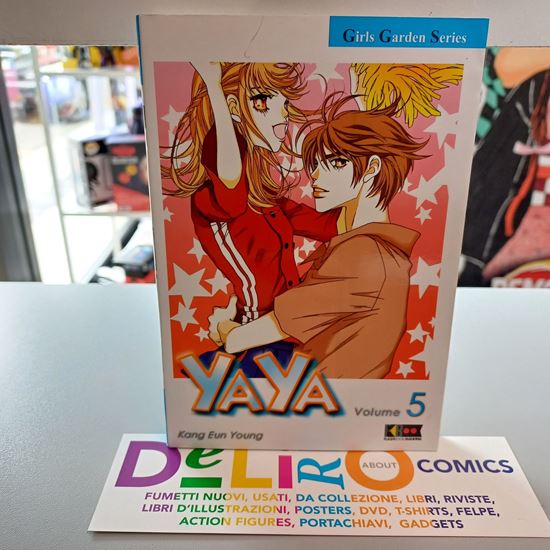 Girls Garden Series
YAYA
Volume 5
Kang Eun Young
DeLiRO ABOUT COMICS
FUMETTI NUOVI, USATI, DA COLLEZIONE, LIBRI, RIVISTE,
LIBRI D'ILLUSTRAZIONI, POSTERS, DVD, T-SHIRTS, FELPE,
ACTION FIGURES, PORTACHIAVI, GADGETS